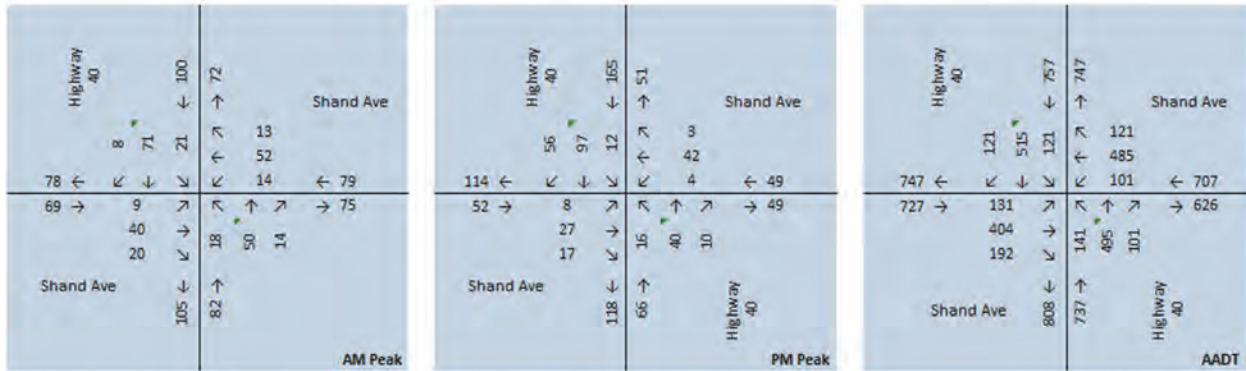 Highway 40
100 72
Shand Ave
8 71 21 13
52
14
78 ← ← 79
69 → 9 → 75
40
20 18 50 14
Shand Ave
105 82
AM Peak
Highway 40
165 51
Shand Ave
56 97 12 3
42
4
114 ← ← 49
52 → 8 → 49
27
17 16 40 10
Shand Ave
118 66
Highway 40
PM Peak
Highway 40
757 747
Shand Ave
121 515 121 121
485
101
747 ← ← 707
727 → 131 → 626
404
192 141 495 101
Shand Ave
808 737
Highway 40
AADT